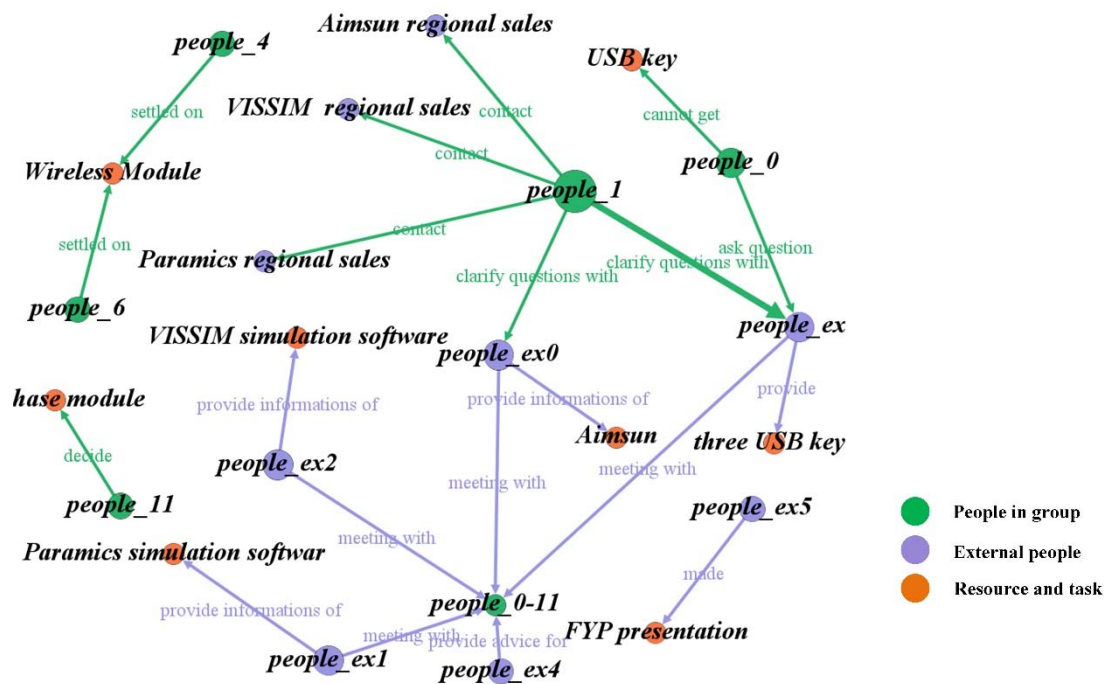 Aimsun regional sales
people_4
USB key
settled on
contact
VISSIM regional sales
cannot get
contact
Wireless Module
people_0
people_1
contact
settled on
ask question
Paramics regional sales
clarify questions with
clarify questions with
people_6
people_ex
VISSIM simulation software
people_ex0
provide
hase module
provide informations of
provide informations of
Aimsun
three USB key
decide
people_ex2
meeting with
meeting with
people_11
people_ex5
People in group
meeting with
Paramics simulation softwar
External people
made
Resource and task
people_0-11
provide informations of
meeting with
provide advice for
FYP presentation
people_ex1
people_ex4